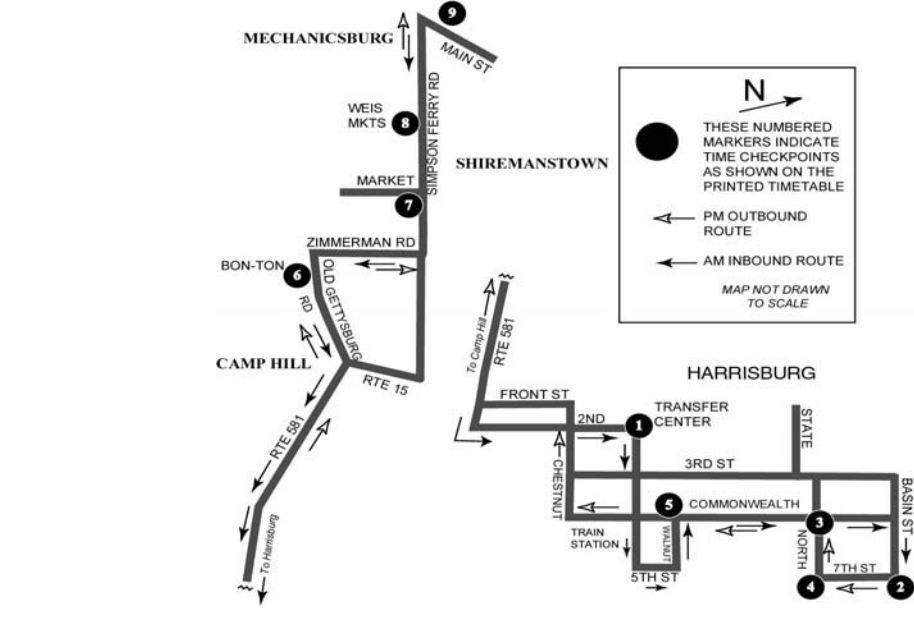 9
MECHANICSBURG
MAIN ST
SIMPSON FERRY RD
WEIS
MKTS
8
SHIREMANSTOWN
MARKET
7
ZIMMERMAN RD
BON-TON
6
OLD GETTYSBURG
RD
CAMP HILL
RTE 15
RTE 581
To Harrisburg
N
THESE NUMBERED
MARKERS INDICATE
TIME CHECKPOINTS
AS SHOWN ON THE
PRINTED TIMETABLE
PM OUTBOUND
ROUTE
AM INBOUND ROUTE
MAP NOT DRAWN
TO SCALE
To Camp Hill
RTE 581
HARRISBURG
FRONT ST
2ND
1
TRANSFER
CENTER
STATE
CHESTNUT
3RD ST
BASIN ST
5
COMMONWEALTH
3
TRAIN
STATION
WALNUT
NORTH
5TH ST
7TH ST
4
2